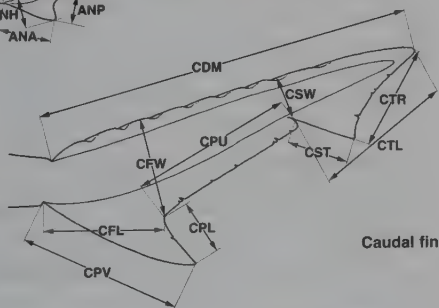 NH
ANP
ANA
CDM
CSW
CTR
CPU
CFW
CST
CTL
CFL
CPL
CPV
Caudal fin